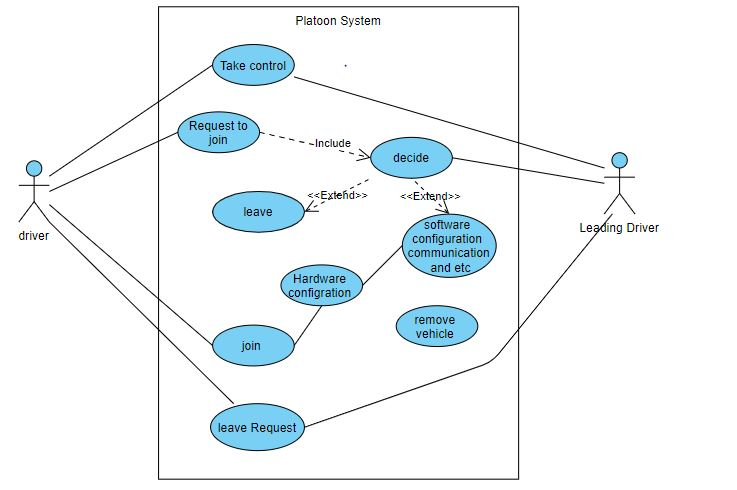 Platoon System
Take control
Request to
join
Include
decide
<<Extend>>
<<Extend>>
leave
software
configuration
communication
and etc
driver
Leading Driver
Hardware
configration
remove
vehicle
join
leave Request